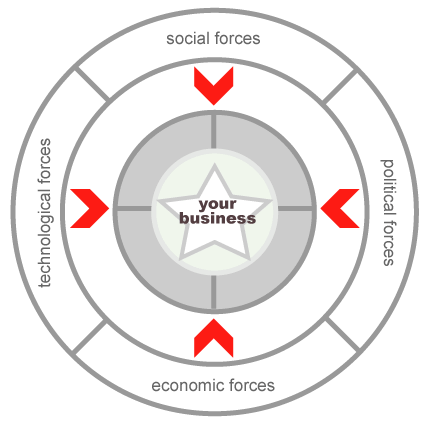 social forces
technological forces
your
business
political forces
economic forces